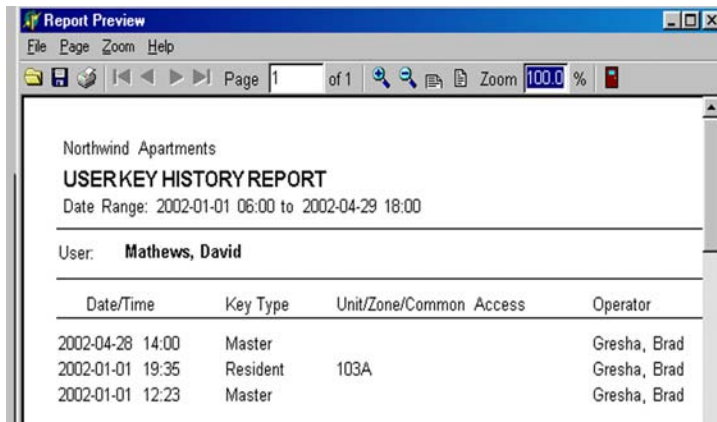 Report Preview
File Page Zoom Help
Page 1 of 1 Zoom 100.0 %
Northwind Apartments
USER KEY HISTORY REPORT
Date Range: 2002-01-01 06:00 to 2002-04-29 18:00
User: Mathews, David
Date/Time Key Type Unit/Zone/Common Access Operator
2002-04-28 14:00 Master Gresha, Brad
2002-01-01 19:35 Resident 103A Gresha, Brad
2002-01-01 12:23 Master Gresha, Brad